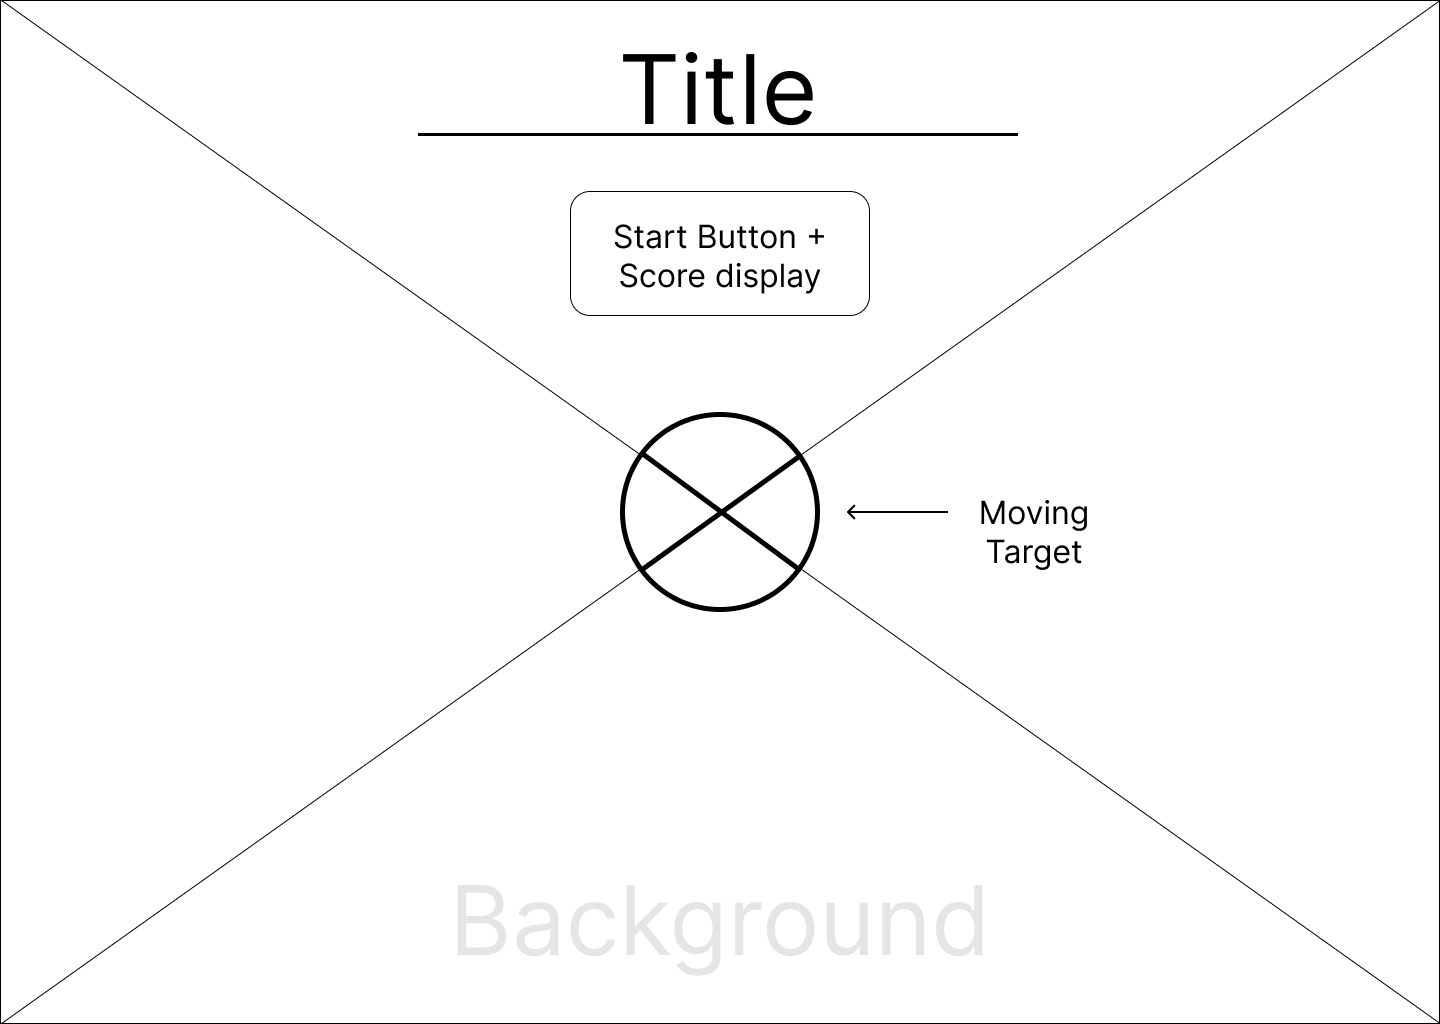 Title
Start Button +
Score display
Moving
Target
Background